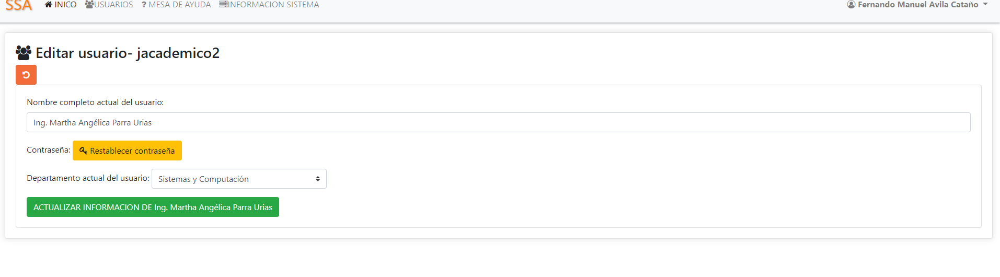 SSA INICO USUARIOS ? MESA DE AYUDA INFORMACION SISTEMA Fernando Manuel Avila Cataño
Editar usuario- jacademico2
Nombre completo actual del usuario:
Ing. Martha Angélica Parra Urias
Contraseña: Restablecer contraseña
Departamento actual del usuario: Sistemas y Computación
ACTUALIZAR INFORMACION DE Ing. Martha Angélica Parra Urias